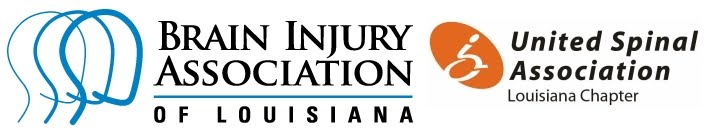 BRAIN INJURY
ASSOCIATION
OF LOUISIANA
United Spinal
Association
Louisiana Chapter